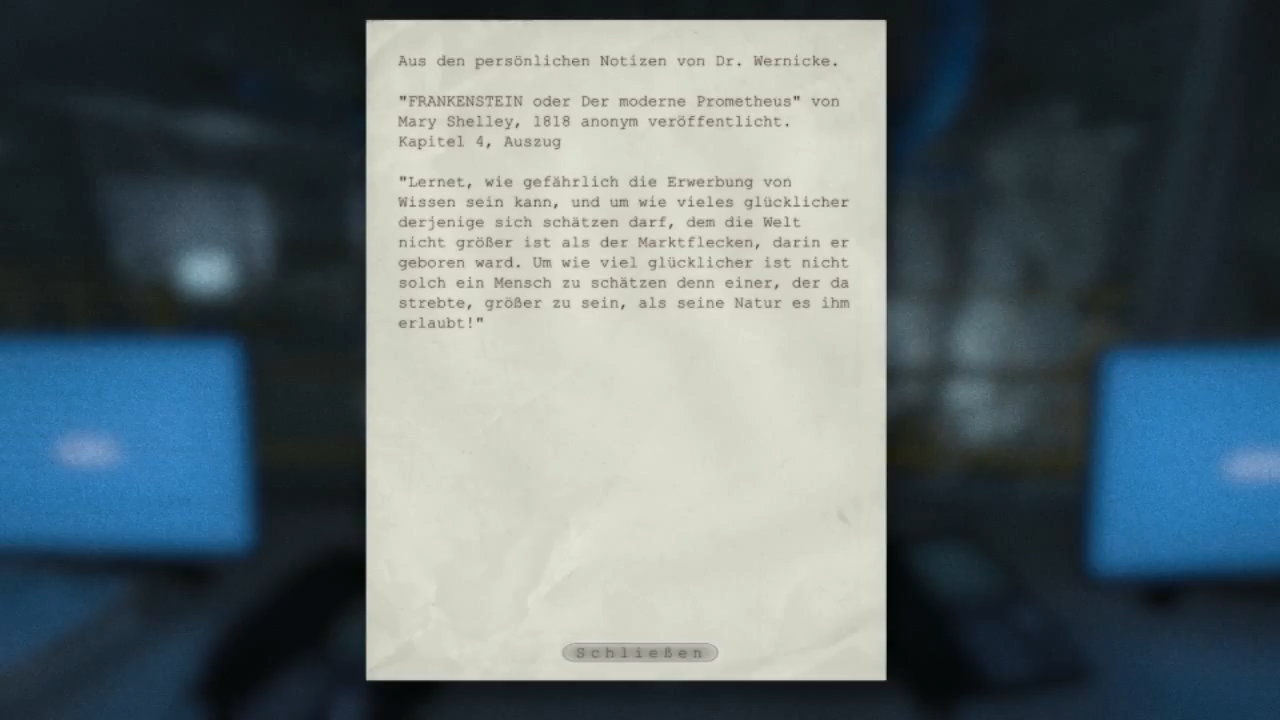 Aus den persönlichen Notizen von Dr. Wernicke.
"FRANKENSTEIN oder Der moderne Prometheus" von
Mary Shelley, 1818 anonym veröffentlicht.
Kapitel 4, Auszug
"Lernet, wie gefährlich die Erwerbung von
Wissen sein kann, und um wie vieles glücklicher
derjenige sich schätzen darf, dem die Welt
nicht größer ist als der Marktflecken, darin er
geboren ward. Um wie viel glücklicher ist nicht
solch ein Mensch zu schätzen denn einer, der da
strebte, größer zu sein, als seine Natur es ihm
erlaubt!"
Schließen